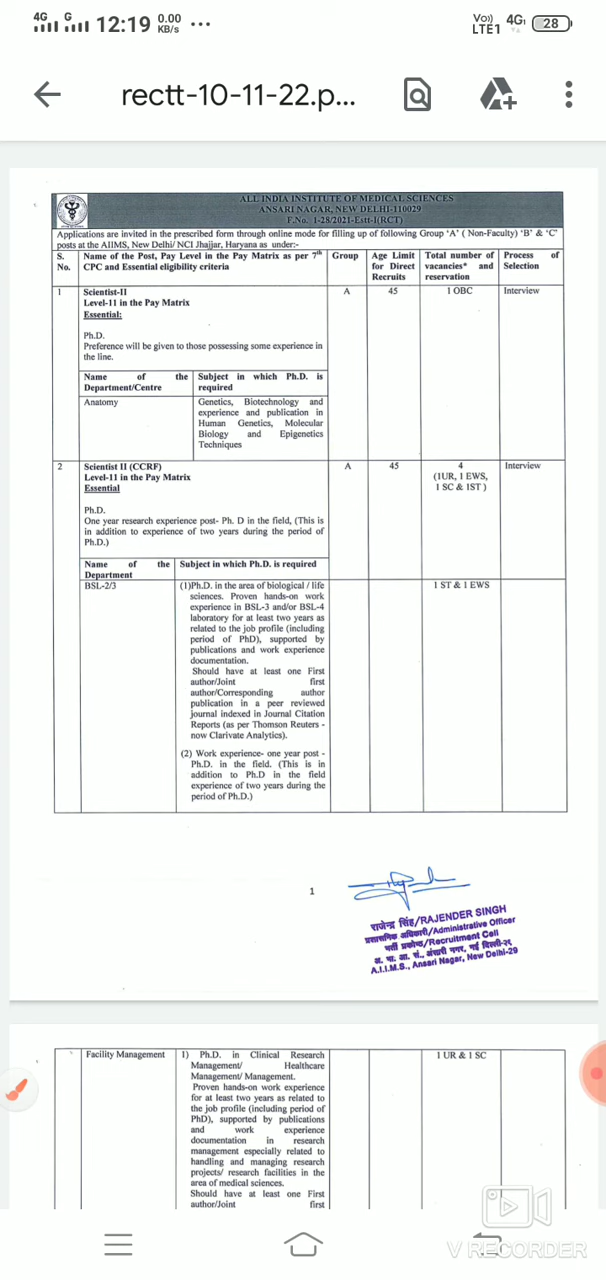 4G G 12:19 0.00 KB/s ... Vo)) LTE1 4G 28
rectt-10-11-22.p...
ALL INDIA INSTITUTE OF MEDICAL SCIENCES
ANSARI NAGAR, NEW DELHI-110029
F.No. 1-28/2021-Estt-I(RCT)
Applications are invited in the prescribed form through online mode for filling up of following Group 'A' ( Non-Faculty) 'B' & 'C'
posts at the AIIMS, New Delhi/ NCI Jhajjar, Haryana as under:-
S. No. Name of the Post, Pay Level in the Pay Matrix as per 7th CPC and Essential eligibility criteria
Group
Age Limit for Direct Recruits
Total number of vacancies* and reservation
Process of Selection
1 Scientist-II A 45 1 OBC Interview
Level-11 in the Pay Matrix
Essential:
Ph.D.
Preference will be given to those possessing some experience in
the line.
Name of the Department/Centre
Subject in which Ph.D. is required
Anatomy
Genetics, Biotechnology and
experience and publication in
Human Genetics, Molecular
Biology and Epigenetics
Techniques
2 Scientist II (CCRF) A 45 4 Interview
Level-11 in the Pay Matrix (1UR, 1 EWS,
Essential 1 SC & 1ST )
Ph.D.
One year research experience post- Ph. D in the field, (This is
in addition to experience of two years during the period of
Ph.D.)
Name of the Department
Subject in which Ph.D. is required
BSL-2/3 (1)Ph.D. in the area of biological / life 1 ST & 1 EWS
sciences. Proven hands-on work
experience in BSL-3 and/or BSL-4
laboratory for at least two years as
related to the job profile (including
period of PhD), supported by
publications and work experience
documentation.
Should have at least one First
author/Joint first
author/Corresponding author
publication in a peer reviewed
journal indexed in Journal Citation
Reports (as per Thomson Reuters -
now Clarivate Analytics).
(2) Work experience- one year post -
Ph.D. in the field. (This is in
addition to Ph.D in the field
experience of two years during the
period of Ph.D.)
1
राजेन्द्र सिंह/RAJENDER SINGH
प्रशासनिक अधिकारी/Administrative Officer
भर्ती प्रकोष्ठ/Recruitment Cell
अ. भा. आ. सं., अंसारी नगर, नई दिल्ली-२९
A.I.I.M.S., Ansari Nagar, New Delhi-29
Facility Management 1) Ph.D. in Clinical Research 1 UR & 1 SC
Management/ Healthcare
Management/ Management.
Proven hands-on work experience
for at least two years as related to
the job profile (including period of
PhD), supported by publications
and work experience
documentation in research
management especially related to
handling and managing research
projects/ research facilities in the
area of medical sciences.
Should have at least one First
author/Joint first
V RECORDER